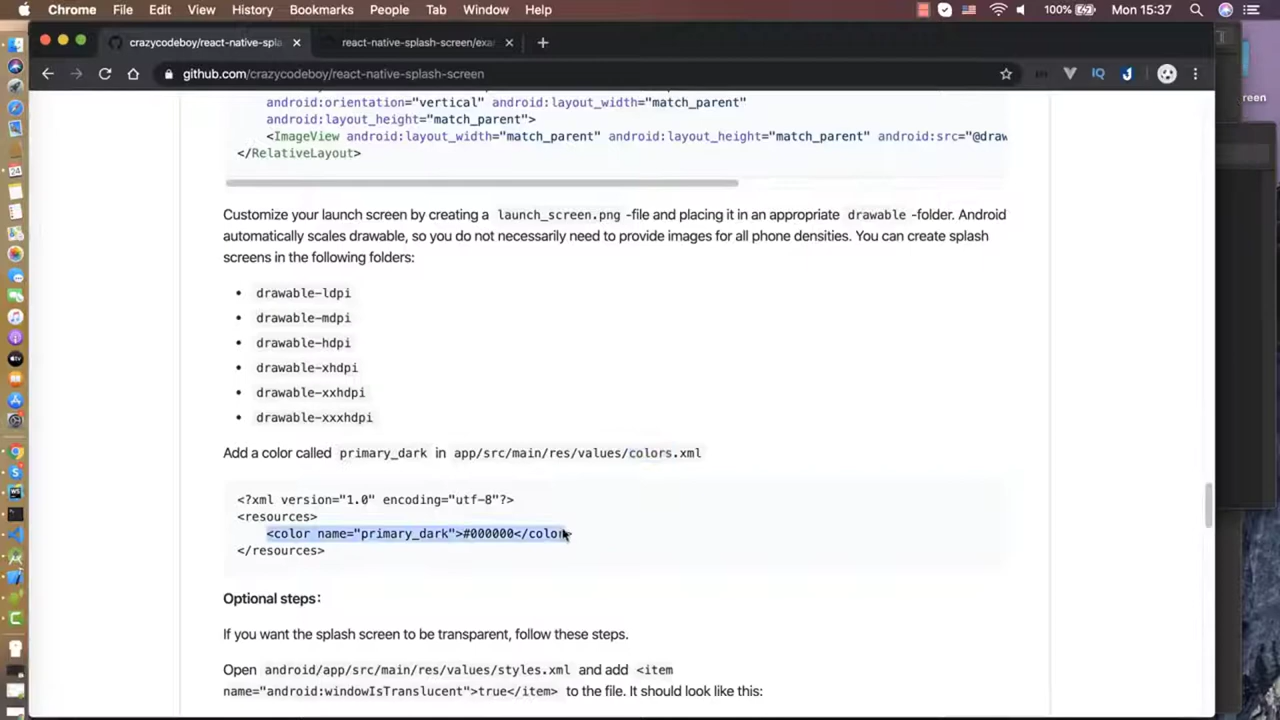 Chrome File Edit View History Bookmarks People Tab Window Help 100% Mon 15:37
crazycodeboy/react-native-spla react-native-splash-screen/exa
github.com/crazycodeboy/react-native-splash-screen IQ
reen
android:orientation="vertical" android:layout_width="match_parent"
android:layout_height="match_parent">
<ImageView android:layout_width="match_parent" android:layout_height="match_parent" android:src="@draw
</RelativeLayout>
Customize your launch screen by creating a launch_screen.png -file and placing it in an appropriate drawable -folder. Android
automatically scales drawable, so you do not necessarily need to provide images for all phone densities. You can create splash
screens in the following folders:
• drawable-ldpi
• drawable-mdpi
• drawable-hdpi
• drawable-xhdpi
• drawable-xxhdpi
• drawable-xxxhdpi
Add a color called primary_dark in app/src/main/res/values/colors.xml
<?xml version="1.0" encoding="utf-8"?>
<resources>
<color name="primary_dark">#000000</color>
</resources>
Optional steps:
If you want the splash screen to be transparent, follow these steps.
Open android/app/src/main/res/values/styles.xml and add <item
name="android:windowIsTranslucent">true</item> to the file. It should look like this: